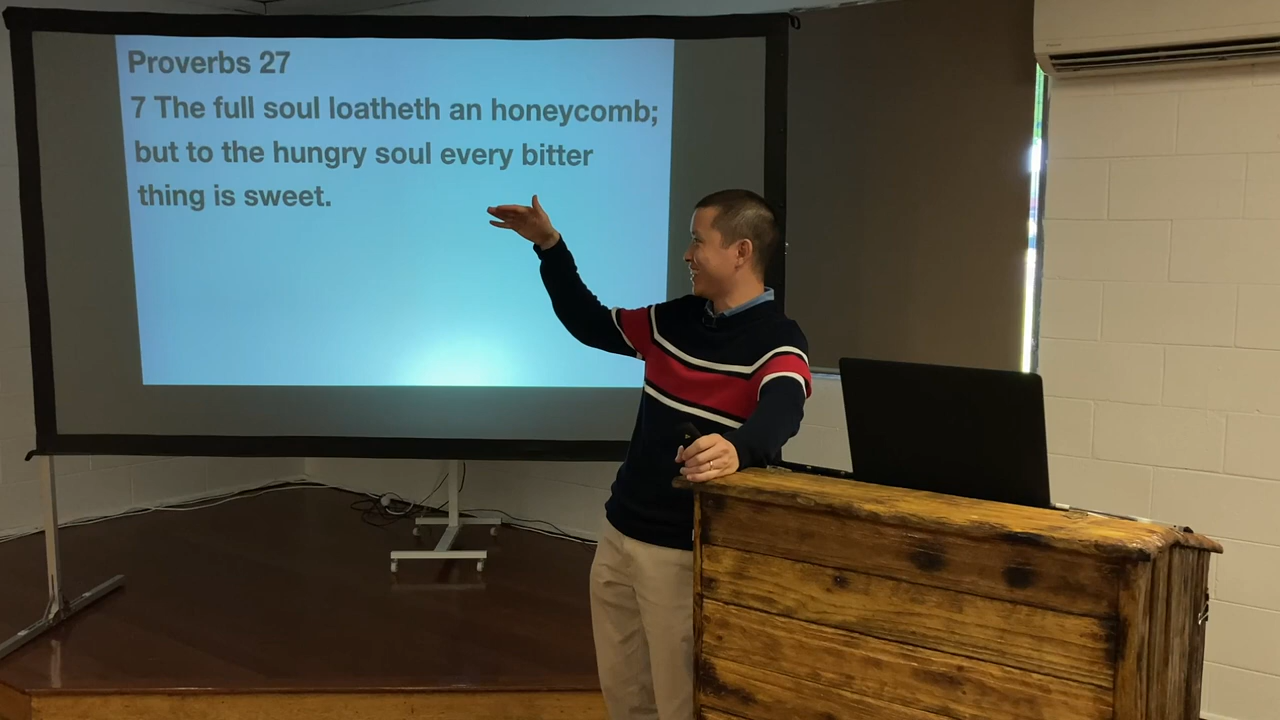 Proverbs 27
7 The full soul loatheth an honeycomb;
but to the hungry soul every bitter
thing is sweet.